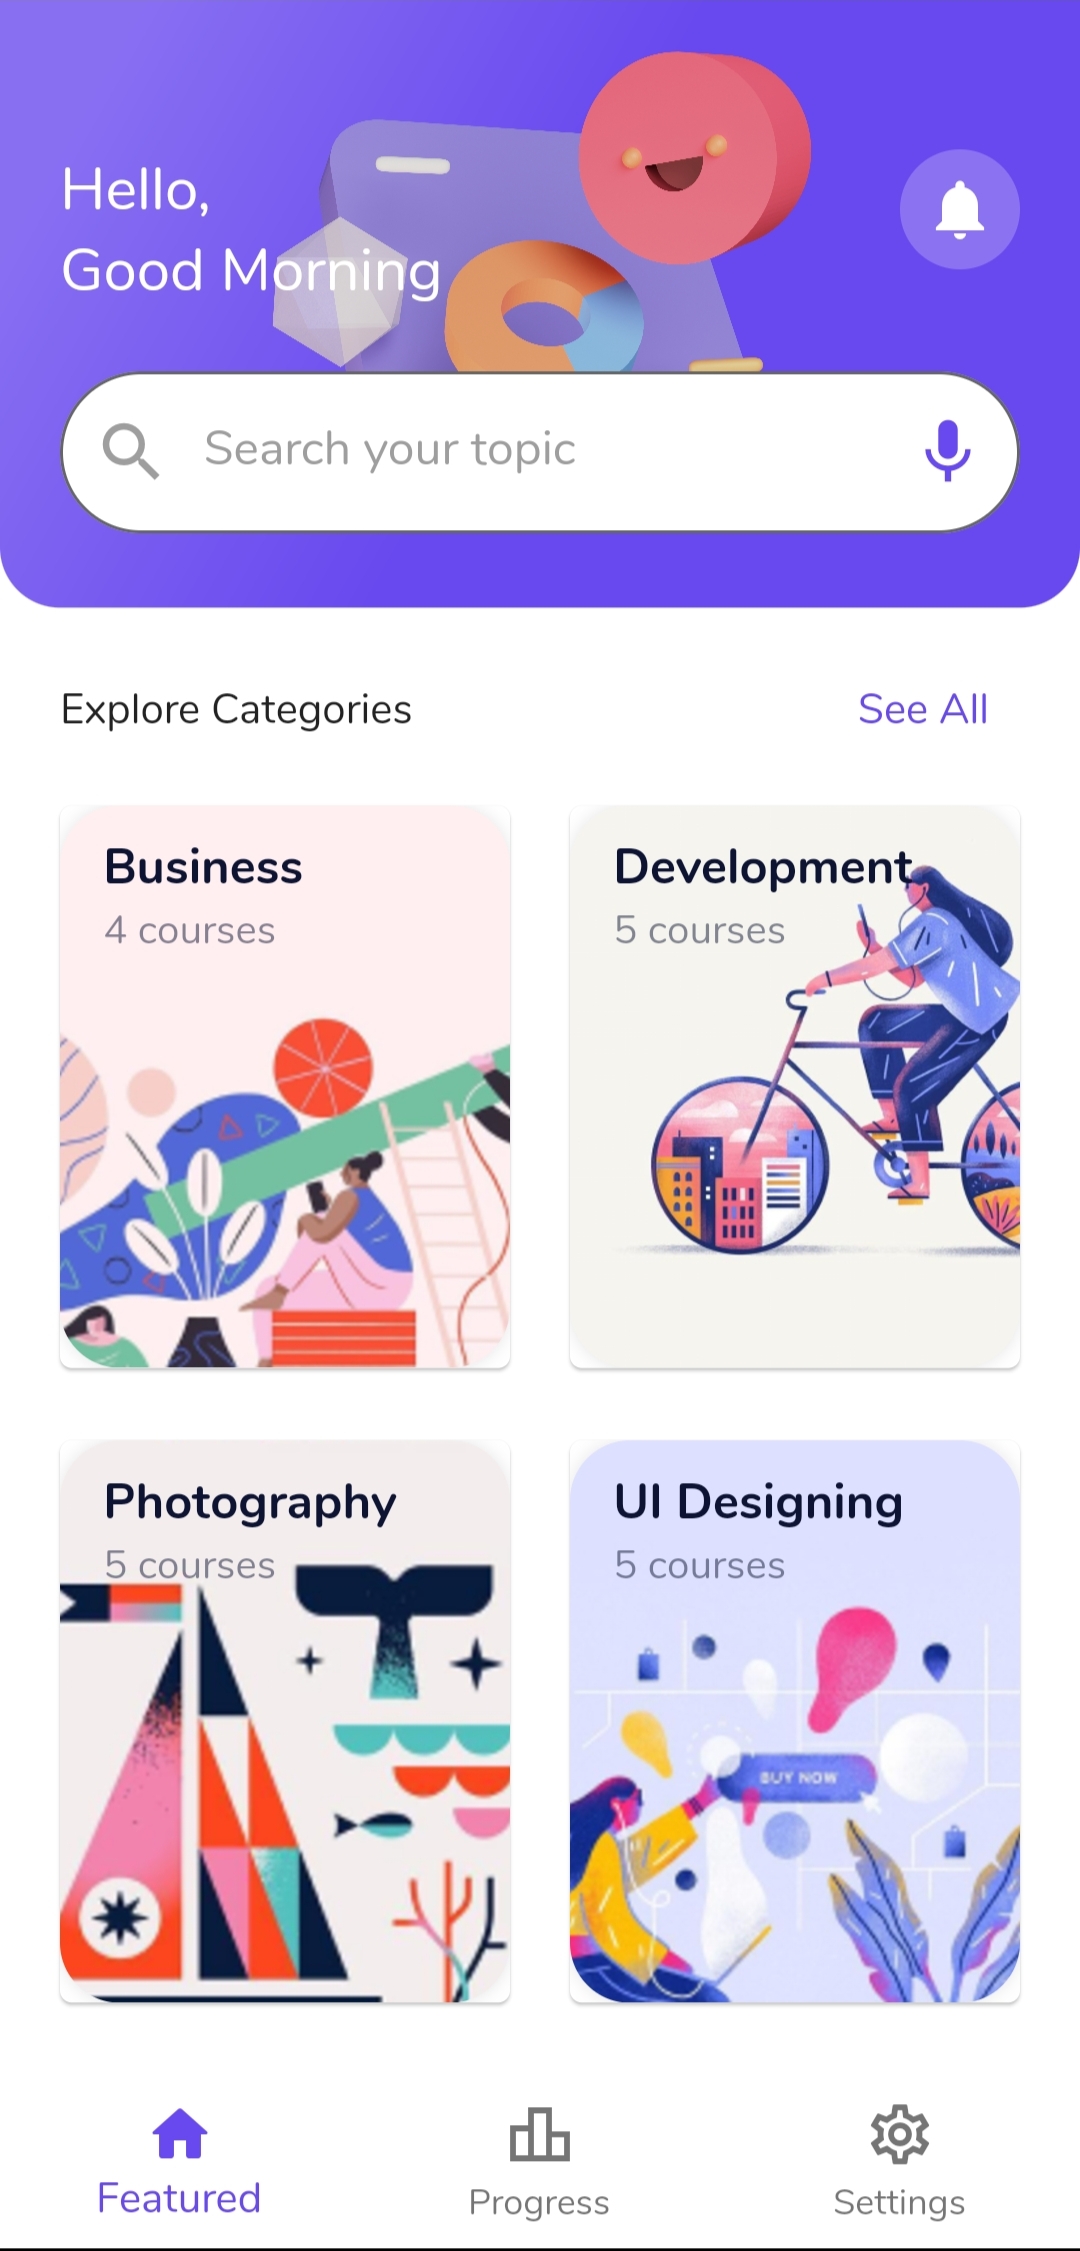 Hello,
Good Morning
Search your topic
Explore Categories
See All
Business
4 courses
Development
5 courses
Photography
5 courses
UI Designing
5 courses
BUY NOW
Featured
Progress
Settings